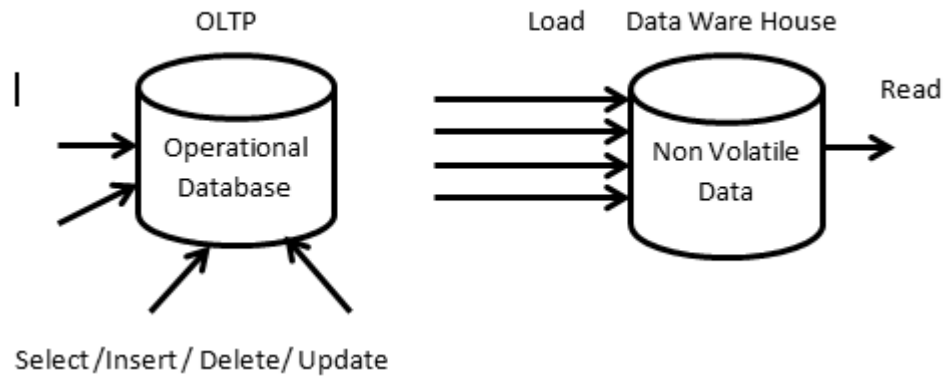 OLTP
Load
Data Ware House
|
Read
Operational
Database
Non Volatile
Data
Select /Insert / Delete/ Update